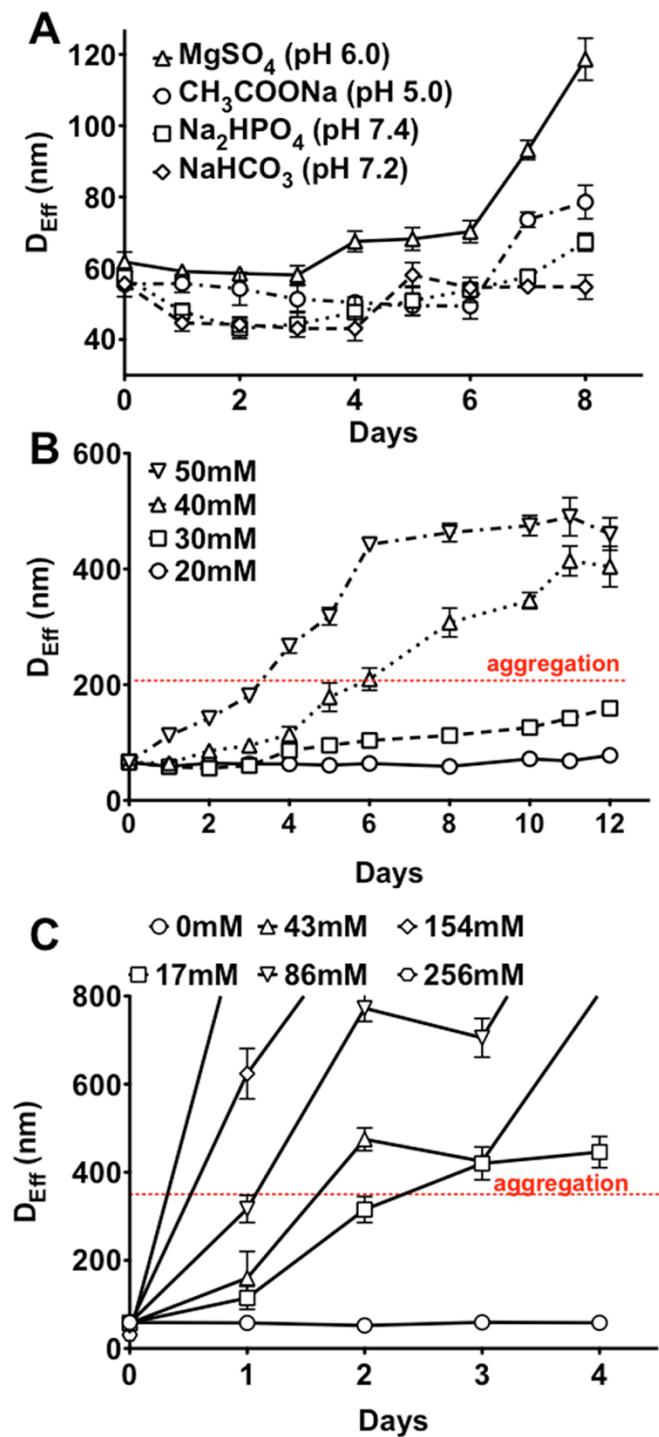 A
MgSO₄ (pH 6.0)
CH₃COONa (pH 5.0)
Na₂HPO₄ (pH 7.4)
NaHCO₃ (pH 7.2)
D_Eff (nm)
120
100
80
60
40
0 2 4 6 8
Days
B
50mM
40mM
30mM
20mM
D_Eff (nm)
600
400
200
0
aggregation
0 2 4 6 8 10 12
Days
C
0mM 43mM 154mM
17mM 86mM 256mM
D_Eff (nm)
800
600
400
200
0
aggregation
0 1 2 3 4
Days